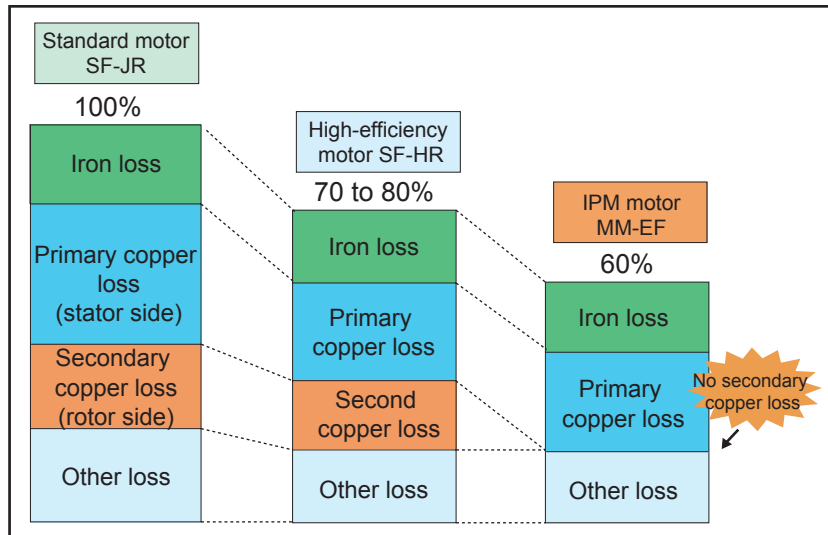 Standard motor
SF-JR
100%
Iron loss
Primary copper
loss
(stator side)
Secondary
copper loss
(rotor side)
Other loss
High-efficiency
motor SF-HR
70 to 80%
Iron loss
Primary
copper loss
Second
copper loss
Other loss
IPM motor
MM-EF
60%
Iron loss
Primary
copper loss
Other loss
No secondary
copper loss